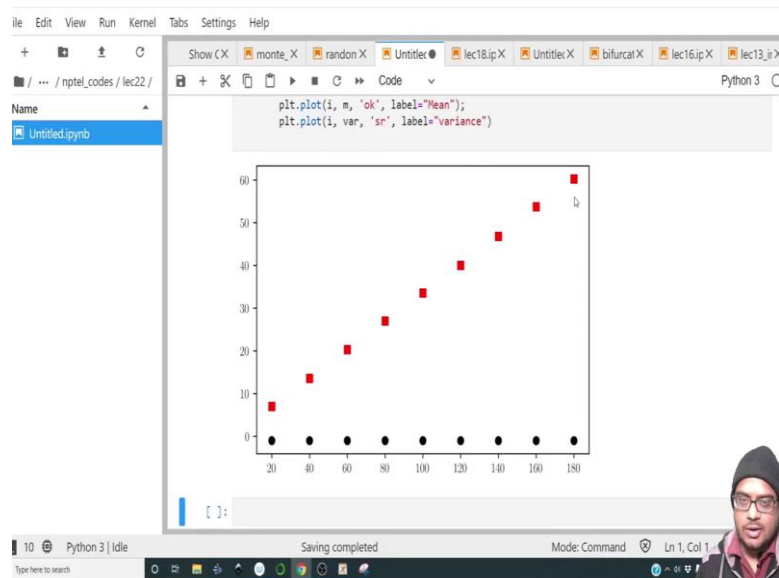 ile Edit View Run Kernel Tabs Settings Help
Show C X monte_ X randon X Untitlec lec18.ip X Untitlec X bifurcat X lec16.ip X lec13_ir X
/ ··· / nptel_codes / lec22 /
Code
Python 3
Name
Untitled.ipynb
plt.plot(i, m, 'ok', label="Mean");
plt.plot(i, var, 'sr', label="variance")
60
50
40
30
20
10
0
20 40 60 80 100 120 140 160 180
[ ]:
10 Python 3 | Idle Saving completed Mode: Command Ln 1, Col 1
Type here to search